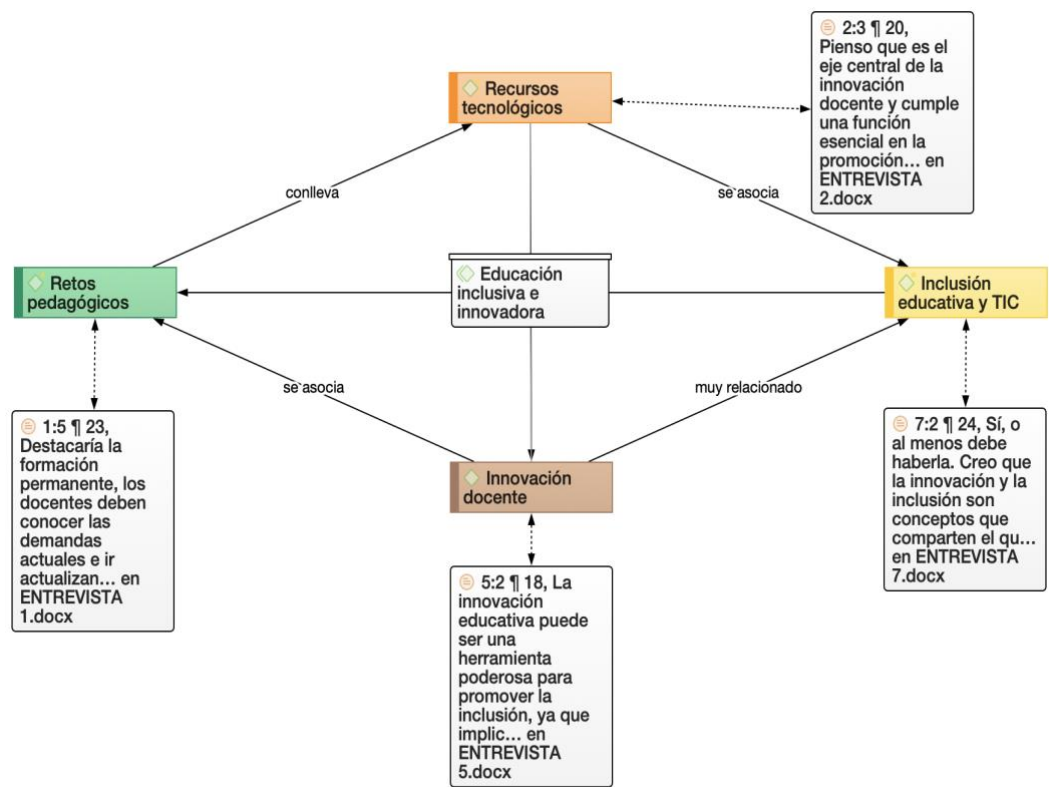 2:3 ¶ 20,
Pienso que es el
eje central de la
innovación
docente y cumple
una función
esencial en la
promoción... en
ENTREVISTA
2.docx
Recursos
tecnológicos
conlleva
se asocia
Retos
pedagógicos
Educación
inclusiva e
innovadora
Inclusión
educativa y TIC
se asocia
muy relacionado
1:5 ¶ 23,
Destacaría la
formación
permanente, los
docentes deben
conocer las
demandas
actuales e ir
actualizan... en
ENTREVISTA
1.docx
Innovación
docente
7:2 ¶ 24, Sí, o
al menos debe
haberla. Creo que
la innovación y la
inclusión son
conceptos que
comparten el qu...
en ENTREVISTA
7.docx
5:2 ¶ 18, La
innovación
educativa puede
ser una
herramienta
poderosa para
promover la
inclusión, ya que
implic... en
ENTREVISTA
5.docx